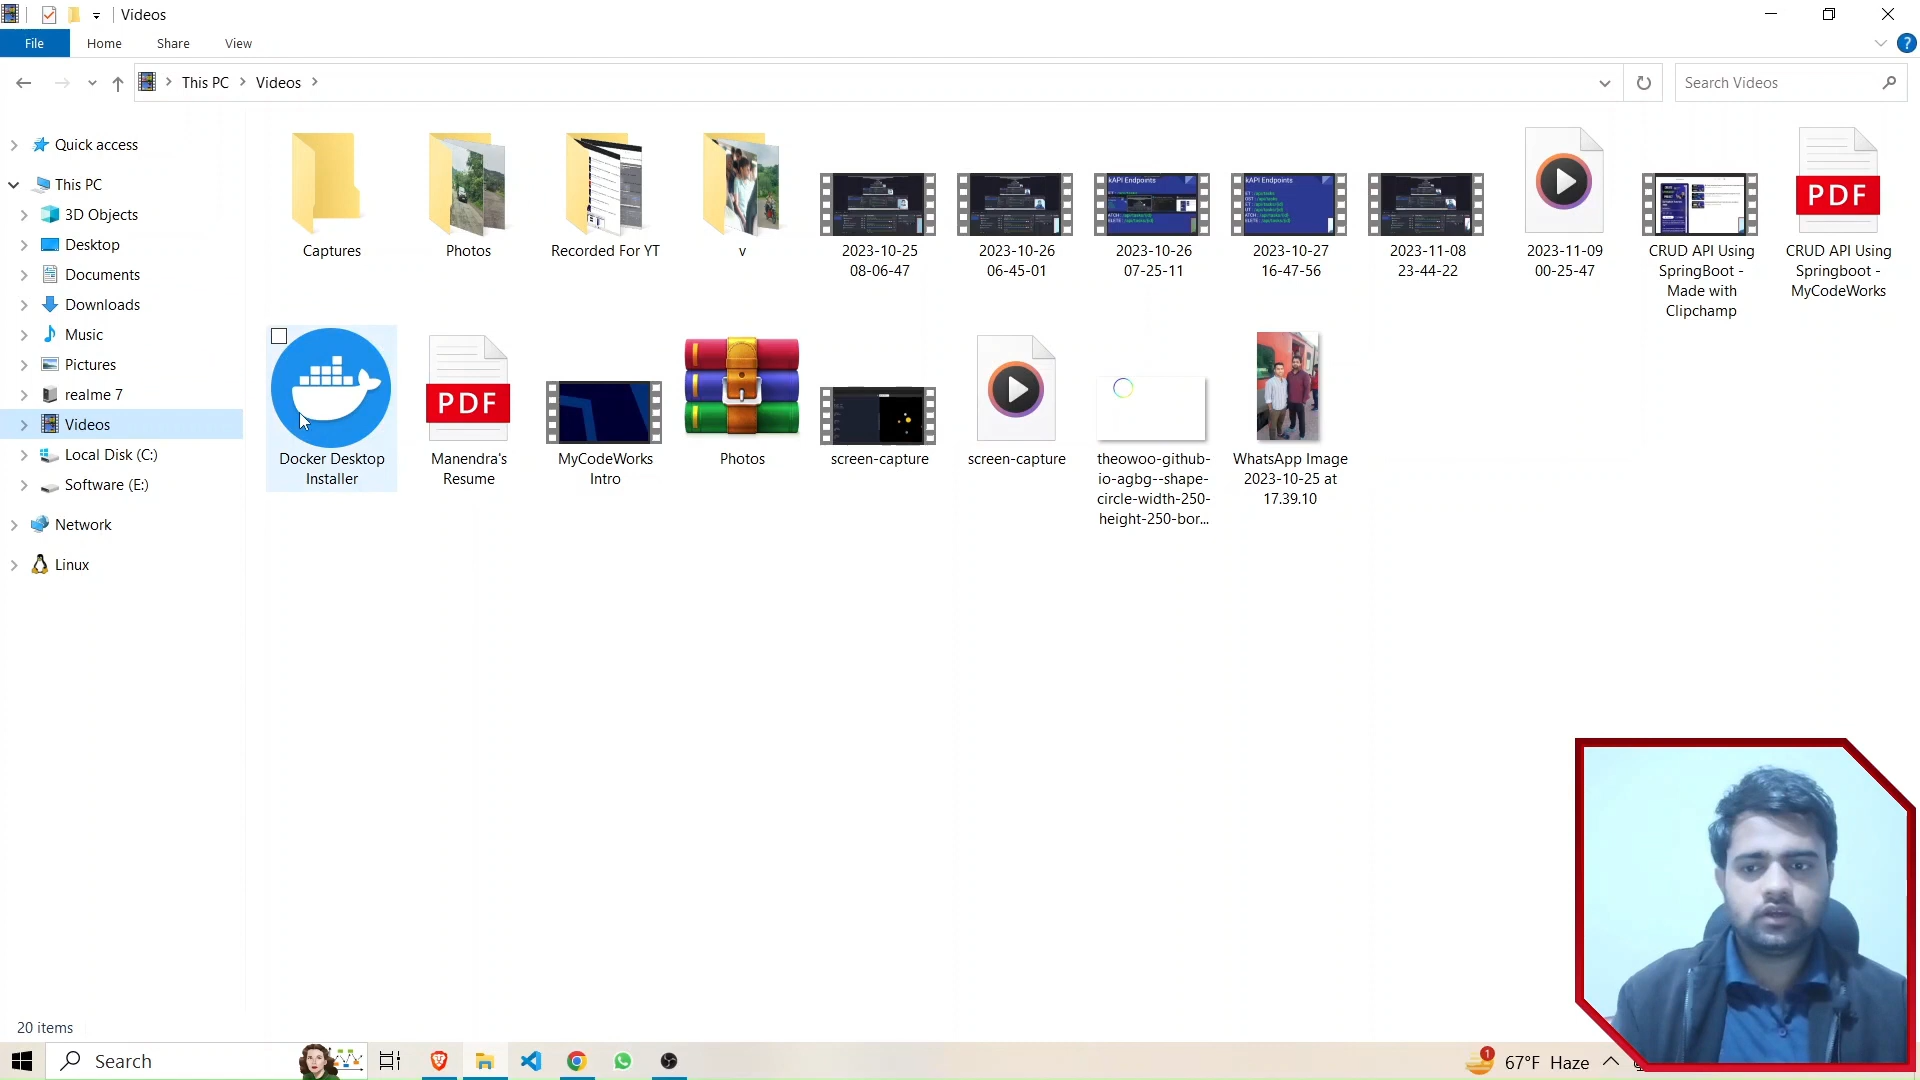 Videos
File
Home
Share
View
This PC
Videos
Search Videos
Quick access
This PC
3D Objects
Desktop
Documents
Downloads
Music
Pictures
realme 7
Videos
Local Disk (C:)
Software (E:)
Network
Linux
Captures
Photos
Recorded For YT
v
2023-10-25
08-06-47
2023-10-26
06-45-01
kAPI Endpoints
2023-10-26
07-25-11
kAPI Endpoints
2023-10-27
16-47-56
2023-11-08
23-44-22
2023-11-09
00-25-47
CRUD API Using
SpringBoot -
Made with
Clipchamp
PDF
CRUD API Using
Springboot -
MyCodeWorks
Docker Desktop
Installer
PDF
Manendra's
Resume
MyCodeWorks
Intro
Photos
screen-capture
screen-capture
theowoo-github-
io-agbg--shape-
circle-width-250-
height-250-bor...
WhatsApp Image
2023-10-25 at
17.39.10
20 items
Search
1
67°F Haze